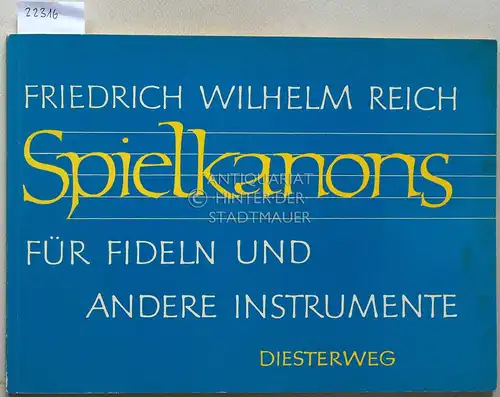 22316
FRIEDRICH WILHELM REICH
Spielkanons
ANTIQUARIAT
HINTER DER
STADTMAUER
FÜR FIDELN UND
ANDERE INSTRUMENTE
DIESTERWEG